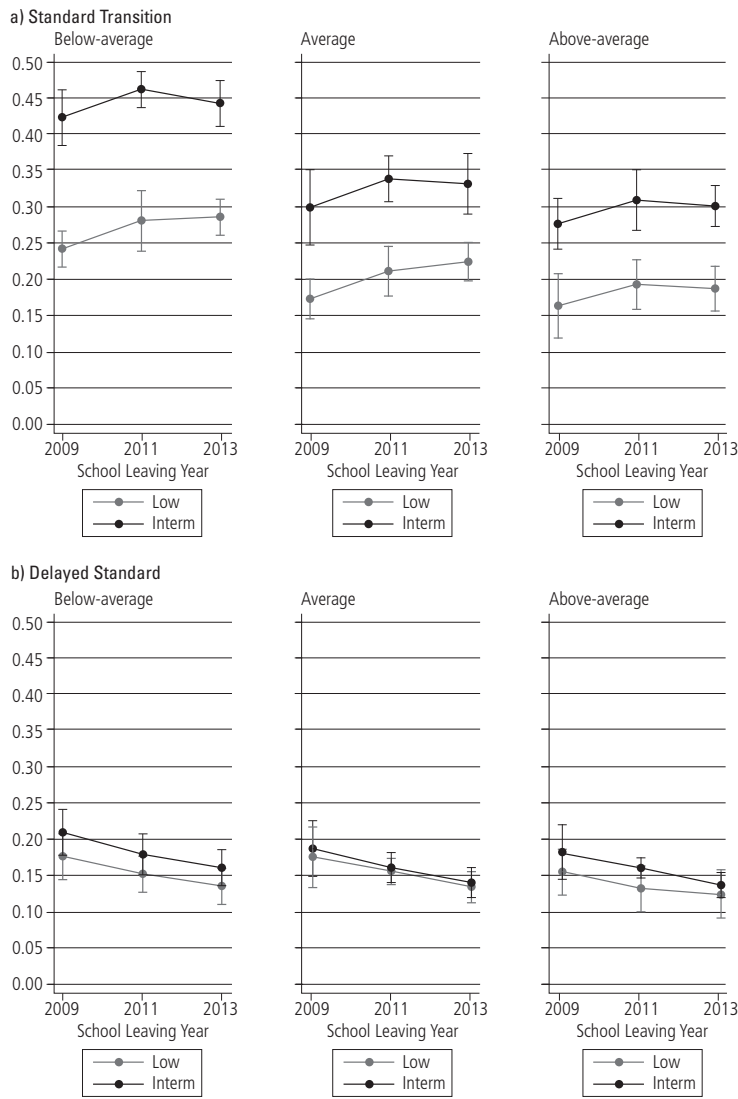 a) Standard Transition
Below-average Average Above-average
0.50
0.45
0.40
0.35
0.30
0.25
0.20
0.15
0.10
0.05
0.00
2009 2011 2013 2009 2011 2013 2009 2011 2013
School Leaving Year School Leaving Year School Leaving Year
Low Low Low
Interm Interm Interm
b) Delayed Standard
Below-average Average Above-average
0.50
0.45
0.40
0.35
0.30
0.25
0.20
0.15
0.10
0.05
0.00
2009 2011 2013 2009 2011 2013 2009 2011 2013
School Leaving Year School Leaving Year School Leaving Year
Low Low Low
Interm Interm Interm